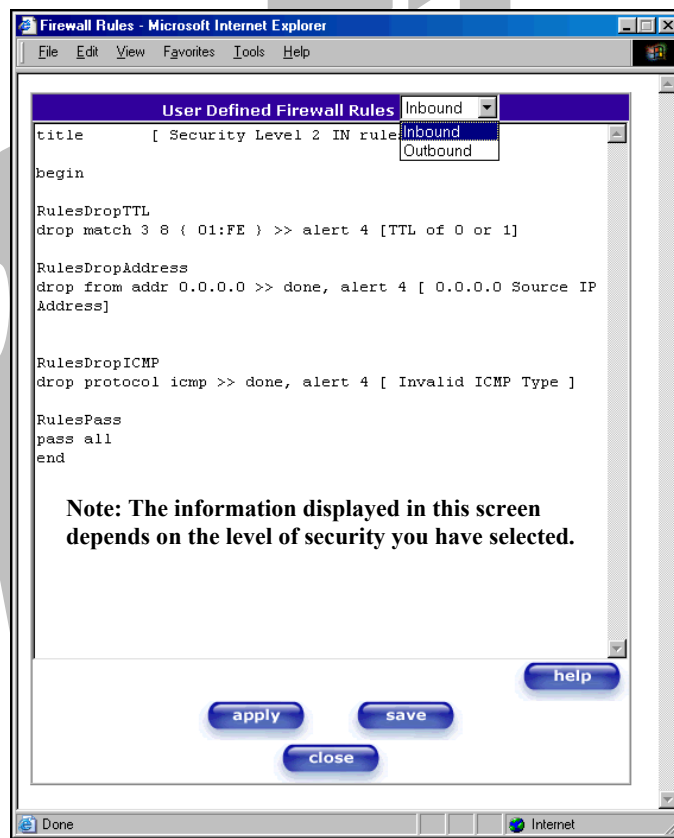 Firewall Rules - Microsoft Internet Explorer
File Edit View Favorites Tools Help
User Defined Firewall Rules Inbound
Inbound
Outbound
title [ Security Level 2 IN rule
begin
RulesDropTTL
drop match 3 8 { 01:FE } >> alert 4 [TTL of 0 or 1]
RulesDropAddress
drop from addr 0.0.0.0 >> done, alert 4 [ 0.0.0.0 Source IP
Address]
RulesDropICMP
drop protocol icmp >> done, alert 4 [ Invalid ICMP Type ]
RulesPass
pass all
end
Note: The information displayed in this screen
depends on the level of security you have selected.
help
apply save
close
Done Internet